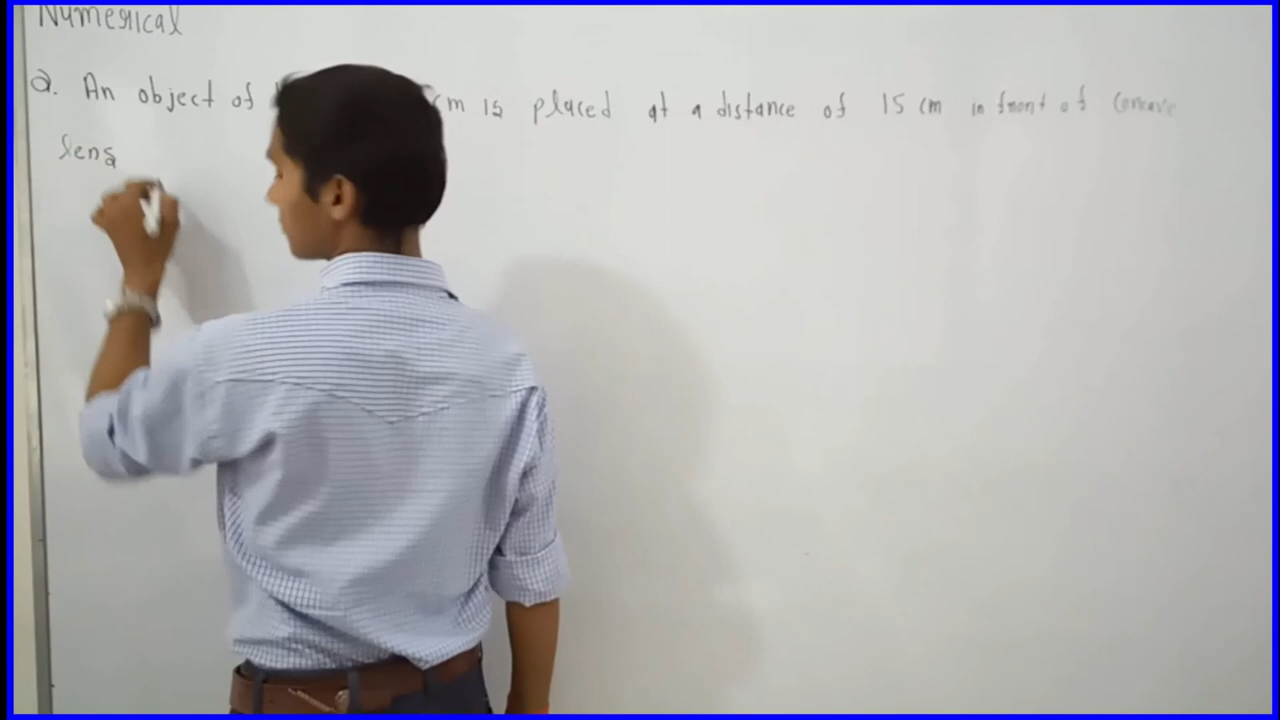 Numerical
Q. An object of cm is placed at a distance of 15 cm in front of concave
lens